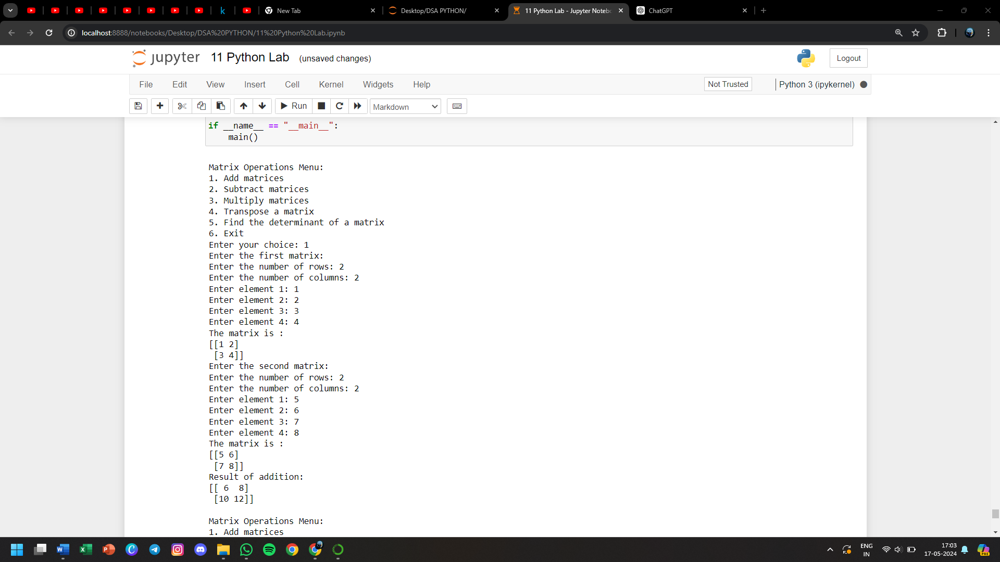 New Tab
Desktop/DSA PYTHON/
11 Python Lab - Jupyter Notebo
ChatGPT
localhost:8888/notebooks/Desktop/DSA%20PYTHON/11%20Python%20Lab.ipynb
jupyter 11 Python Lab (unsaved changes)
Logout
File Edit View Insert Cell Kernel Widgets Help
Not Trusted
Python 3 (ipykernel)
Run
Markdown
if __name__ == "__main__":
    main()
Matrix Operations Menu:
1. Add matrices
2. Subtract matrices
3. Multiply matrices
4. Transpose a matrix
5. Find the determinant of a matrix
6. Exit
Enter your choice: 1
Enter the first matrix:
Enter the number of rows: 2
Enter the number of columns: 2
Enter element 1: 1
Enter element 2: 2
Enter element 3: 3
Enter element 4: 4
The matrix is :
[[1 2]
 [3 4]]
Enter the second matrix:
Enter the number of rows: 2
Enter the number of columns: 2
Enter element 1: 5
Enter element 2: 6
Enter element 3: 7
Enter element 4: 8
The matrix is :
[[5 6]
 [7 8]]
Result of addition:
[[ 6  8]
 [10 12]]
Matrix Operations Menu:
1. Add matrices
ENG
IN
17:03
17-05-2024
PRE